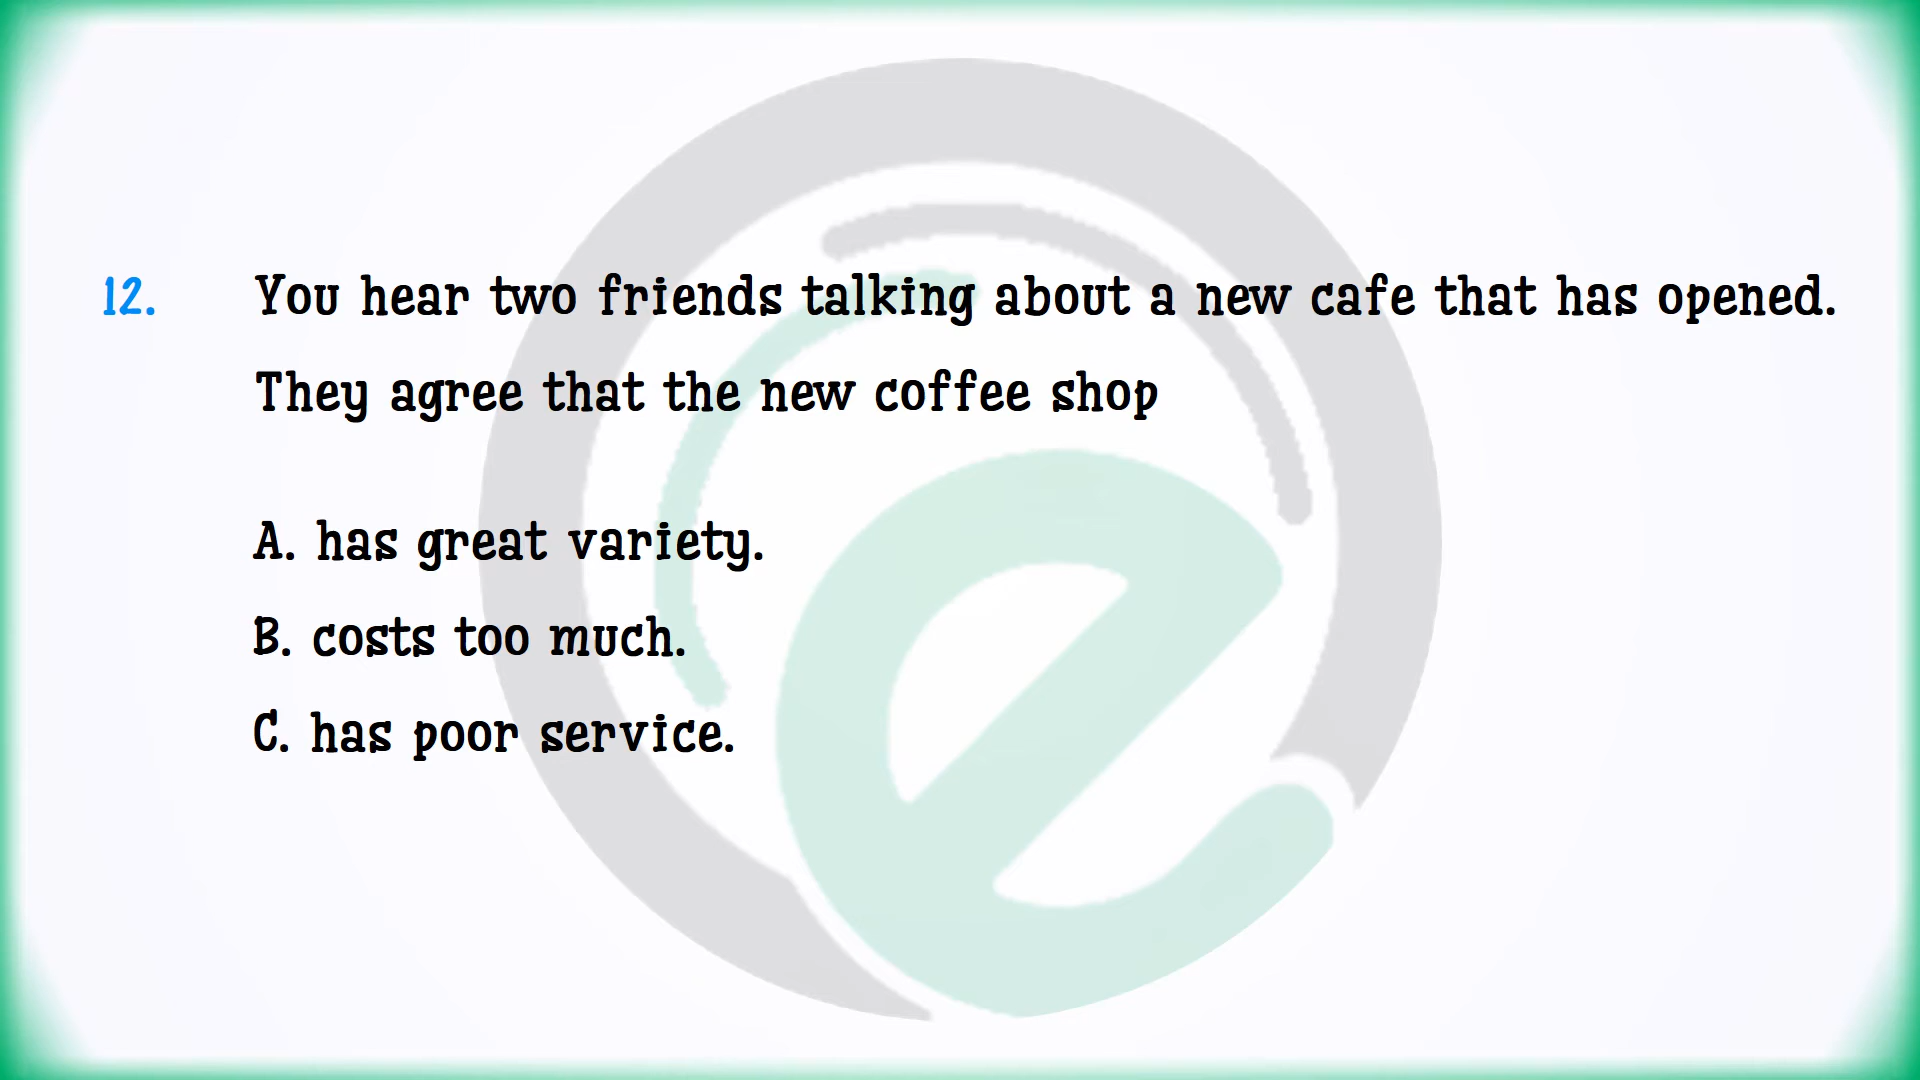 12. You hear two friends talking about a new cafe that has opened.
They agree that the new coffee shop
A. has great variety.
B. costs too much.
C. has poor service.